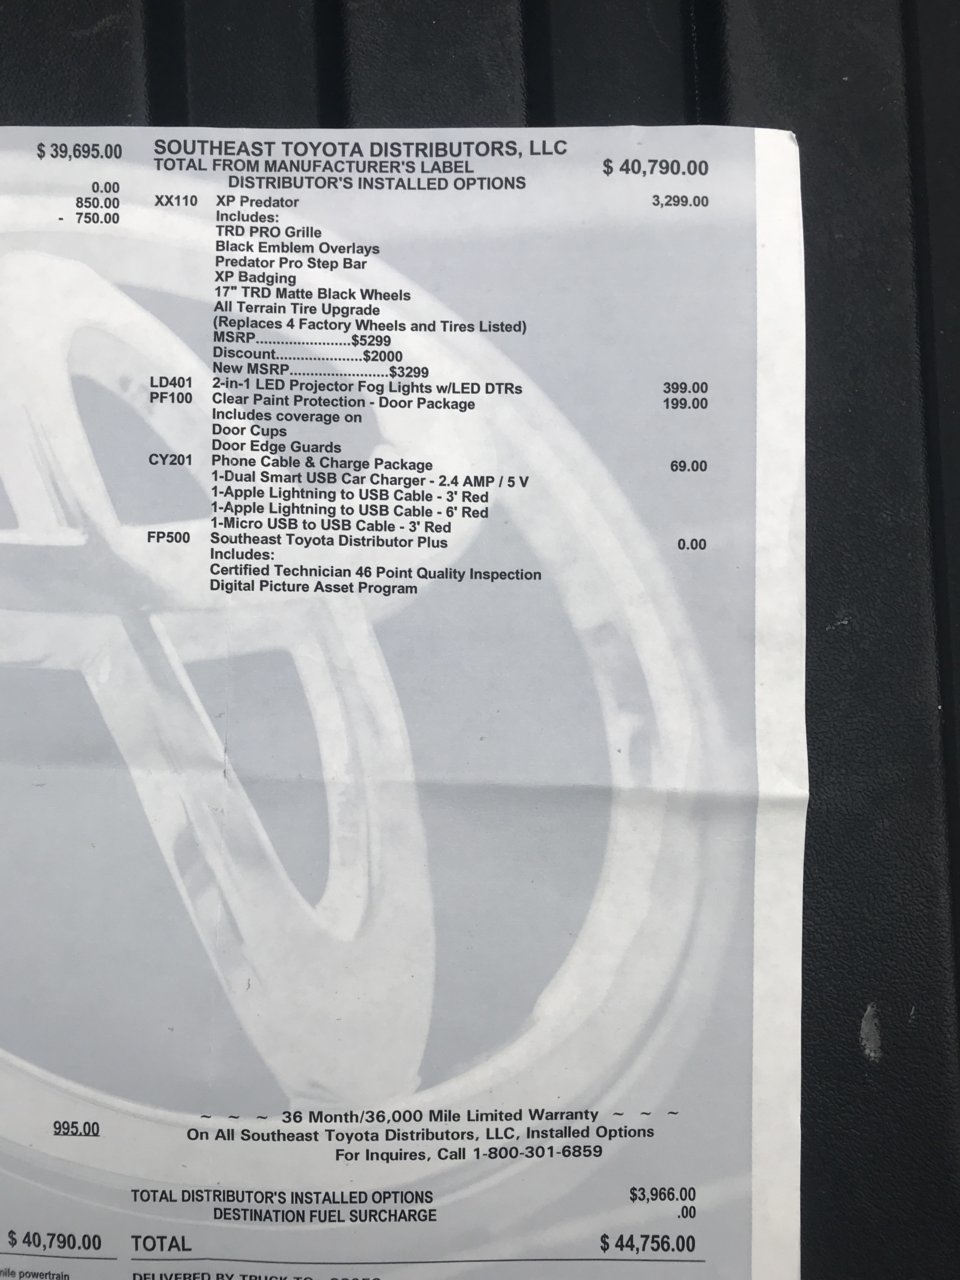 $ 39,695.00
0.00
850.00
- 750.00
995.00
$ 40,790.00
mile powertrain
SOUTHEAST TOYOTA DISTRIBUTORS, LLC
TOTAL FROM MANUFACTURER'S LABEL $ 40,790.00
DISTRIBUTOR'S INSTALLED OPTIONS
XX110 XP Predator 3,299.00
Includes:
TRD PRO Grille
Black Emblem Overlays
Predator Pro Step Bar
XP Badging
17" TRD Matte Black Wheels
All Terrain Tire Upgrade
(Replaces 4 Factory Wheels and Tires Listed)
MSRP.......................$5299
Discount.....................$2000
New MSRP........................$3299
LD401 2-in-1 LED Projector Fog Lights w/LED DTRs 399.00
PF100 Clear Paint Protection - Door Package 199.00
Includes coverage on
Door Cups
Door Edge Guards
CY201 Phone Cable & Charge Package 69.00
1-Dual Smart USB Car Charger - 2.4 AMP / 5 V
1-Apple Lightning to USB Cable - 3' Red
1-Apple Lightning to USB Cable - 6' Red
1-Micro USB to USB Cable - 3' Red
FP500 Southeast Toyota Distributor Plus 0.00
Includes:
Certified Technician 46 Point Quality Inspection
Digital Picture Asset Program
~ ~ ~ 36 Month/36,000 Mile Limited Warranty ~ ~ ~
On All Southeast Toyota Distributors, LLC, Installed Options
For Inquires, Call 1-800-301-6859
TOTAL DISTRIBUTOR'S INSTALLED OPTIONS $3,966.00
DESTINATION FUEL SURCHARGE .00
TOTAL $ 44,756.00
DELIVERED BY TRUCK TO